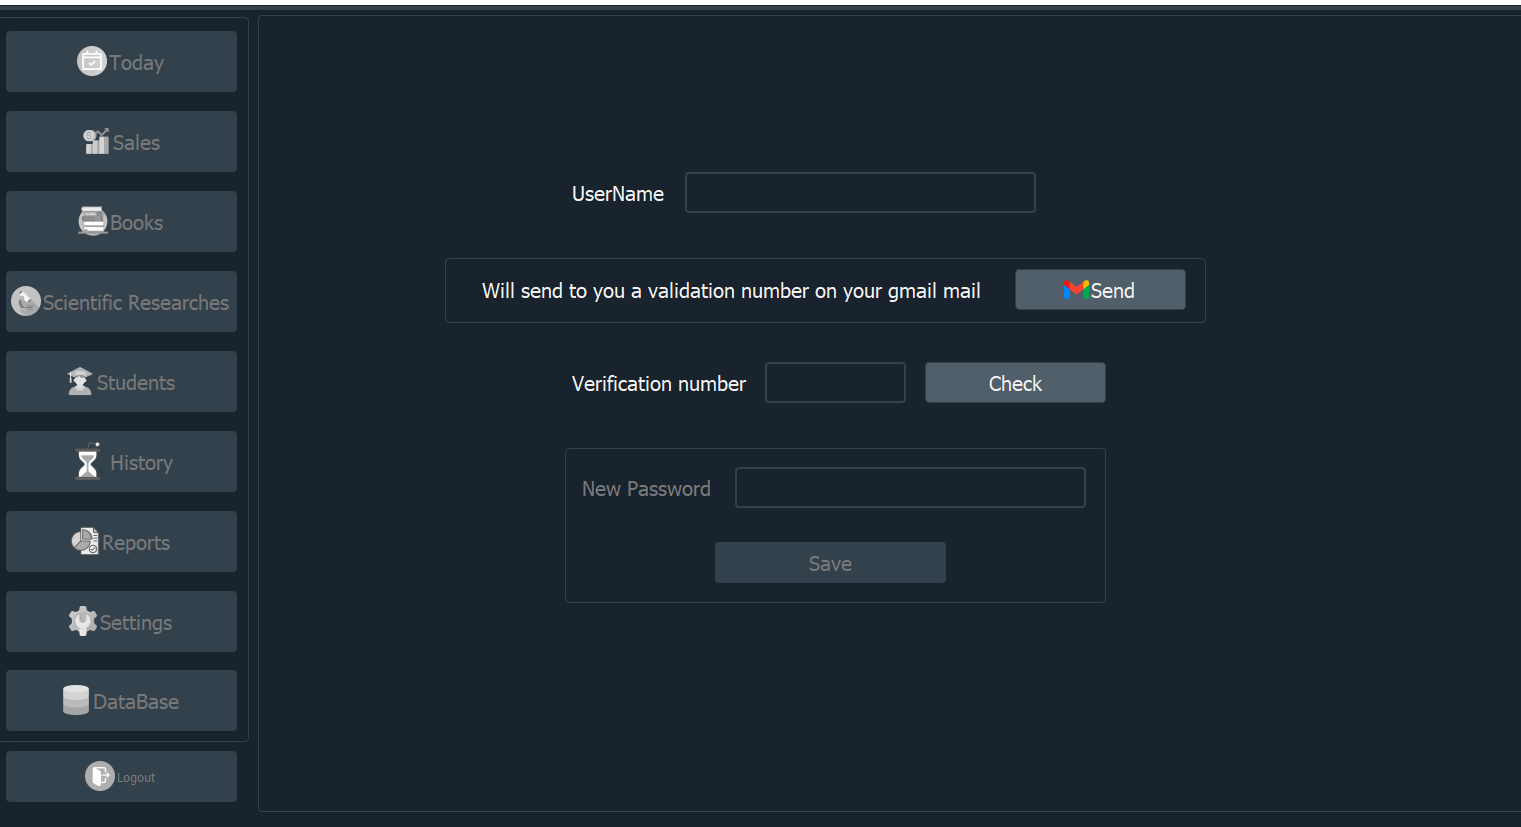 Today
Sales
Books
Scientific Researches
Students
History
Reports
Settings
DataBase
Logout
UserName
Will send to you a validation number on your gmail mail
Send
Verification number
Check
New Password
Save